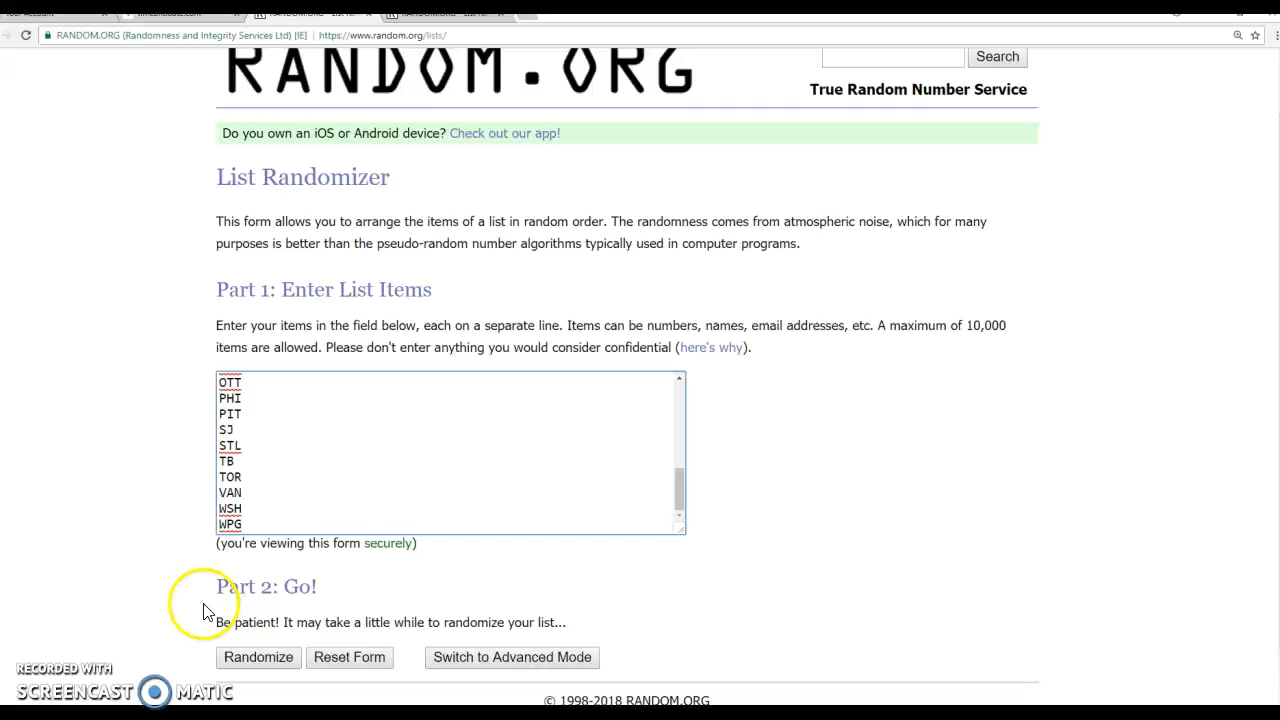 RANDOM.ORG (Randomness and Integrity Services Ltd) [IE] | https://www.random.org/lists/
RANDOM.ORG
Search
True Random Number Service
Do you own an iOS or Android device? Check out our app!
List Randomizer
This form allows you to arrange the items of a list in random order. The randomness comes from atmospheric noise, which for many
purposes is better than the pseudo-random number algorithms typically used in computer programs.
Part 1: Enter List Items
Enter your items in the field below, each on a separate line. Items can be numbers, names, email addresses, etc. A maximum of 10,000
items are allowed. Please don't enter anything you would consider confidential (here's why).
OTT
PHI
PIT
SJ
STL
TB
TOR
VAN
WSH
WPG
(you're viewing this form securely)
Part 2: Go!
Be patient! It may take a little while to randomize your list...
Randomize Reset Form Switch to Advanced Mode
RECORDED WITH
SCREENCAST MATIC
© 1998-2018 RANDOM.ORG